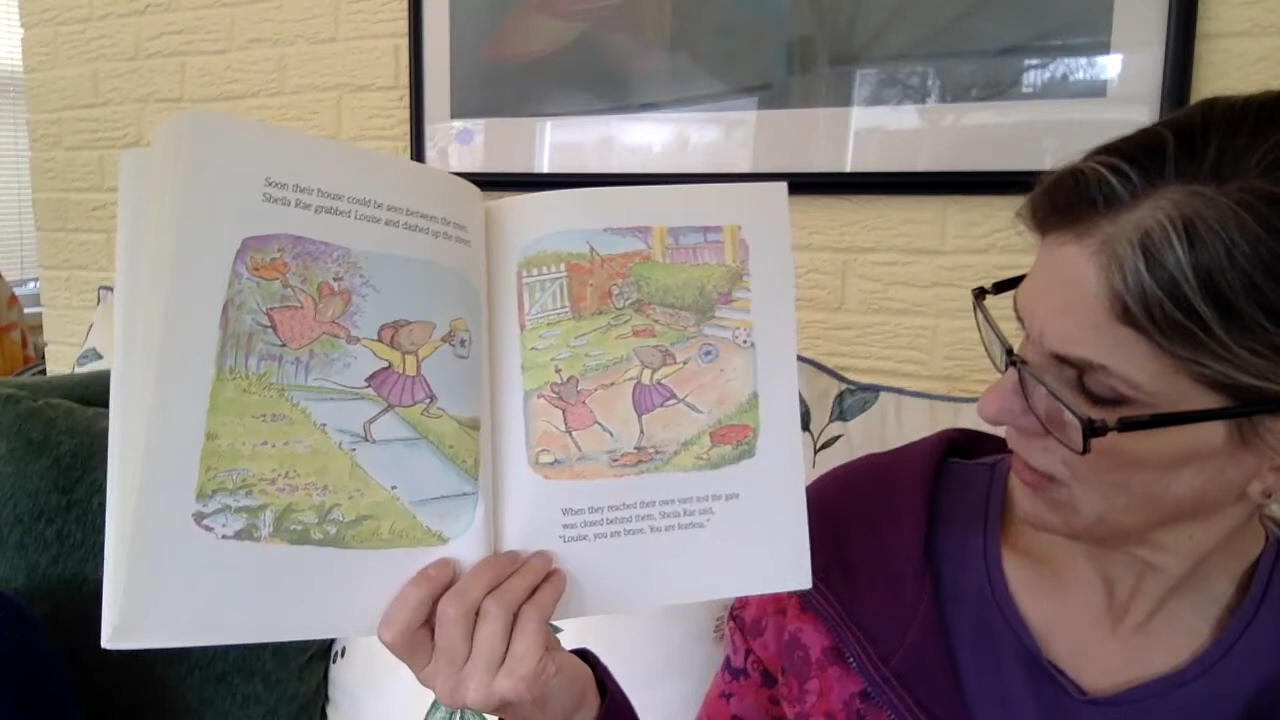 Soon their house could be seen between the trees.
Sheila Rae grabbed Louise and dashed up the street.
When they reached their own yard and the gate
was closed behind them, Sheila Rae said,
"Louise, you are brave. You are fearless."